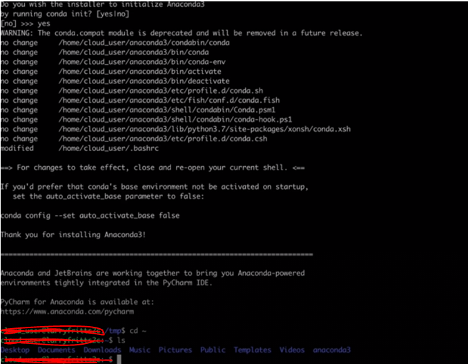 Do you wish the installer to initialize Anaconda3
by running conda init? [yes|no]
[no] >>> yes
WARNING: The conda.compat module is deprecated and will be removed in a future release.
no change     /home/cloud_user/anaconda3/condabin/conda
no change     /home/cloud_user/anaconda3/bin/conda
no change     /home/cloud_user/anaconda3/bin/conda-env
no change     /home/cloud_user/anaconda3/bin/activate
no change     /home/cloud_user/anaconda3/bin/deactivate
no change     /home/cloud_user/anaconda3/etc/profile.d/conda.sh
no change     /home/cloud_user/anaconda3/etc/fish/conf.d/conda.fish
no change     /home/cloud_user/anaconda3/shell/condabin/Conda.psm1
no change     /home/cloud_user/anaconda3/shell/condabin/conda-hook.ps1
no change     /home/cloud_user/anaconda3/lib/python3.7/site-packages/xonsh/conda.xsh
no change     /home/cloud_user/anaconda3/etc/profile.d/conda.csh
modified      /home/cloud_user/.bashrc
==> For changes to take effect, close and re-open your current shell. <==
If you'd prefer that conda's base environment not be activated on startup,
set the auto_activate_base parameter to false:
conda config --set auto_activate_base false
Thank you for installing Anaconda3!
===========================================================================
Anaconda and JetBrains are working together to bring you Anaconda-powered
environments tightly integrated in the PyCharm IDE.
PyCharm for Anaconda is available at:
https://www.anaconda.com/pycharm
/tmp$ cd ~
:~$ ls
Desktop  Documents  Downloads  Music  Pictures  Public  Templates  Videos  anaconda3
:~$